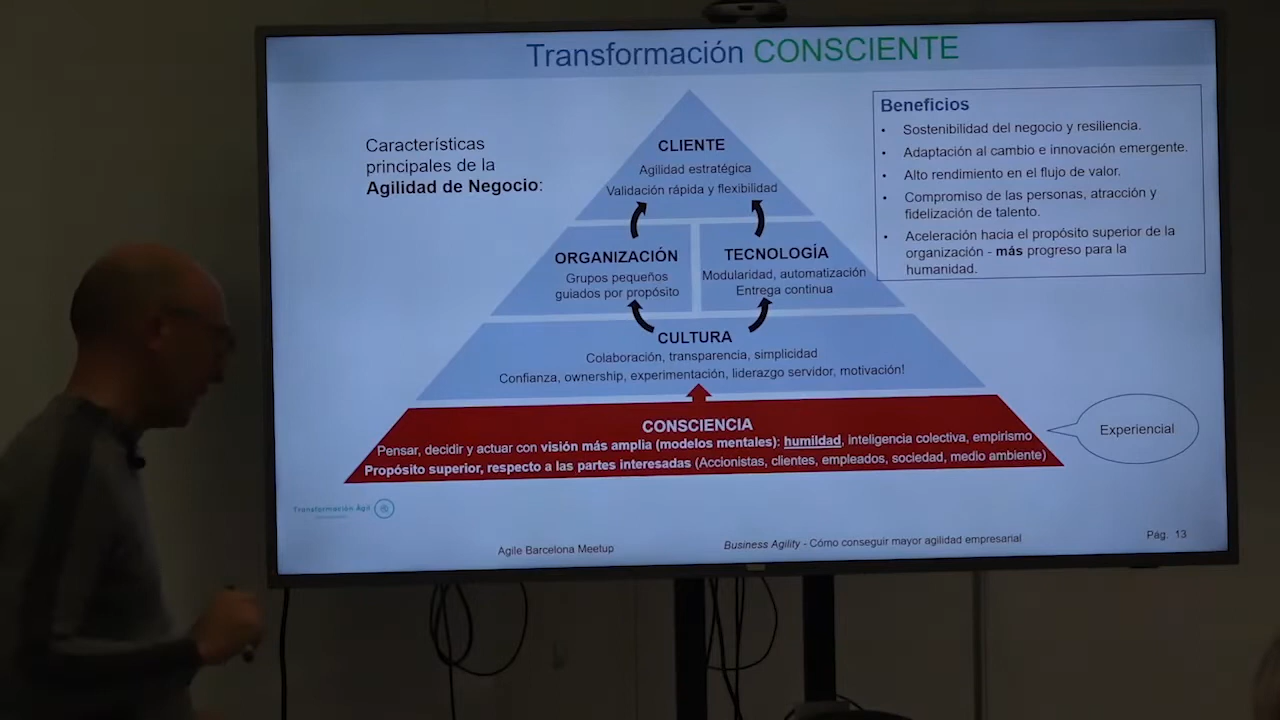 Transformación CONSCIENTE
Características
principales de la
Agilidad de Negocio:
CLIENTE
Agilidad estratégica
Validación rápida y flexibilidad
ORGANIZACIÓN
Grupos pequeños
guiados por propósito
TECNOLOGÍA
Modularidad, automatización
Entrega continua
CULTURA
Colaboración, transparencia, simplicidad
Confianza, ownership, experimentación, liderazgo servidor, motivación!
CONSCIENCIA
Pensar, decidir y actuar con visión más amplia (modelos mentales): humildad, inteligencia colectiva, empirismo
Propósito superior, respecto a las partes interesadas (Accionistas, clientes, empleados, sociedad, medio ambiente)
Beneficios
• Sostenibilidad del negocio y resiliencia.
• Adaptación al cambio e innovación emergente.
• Alto rendimiento en el flujo de valor.
• Compromiso de las personas, atracción y
fidelización de talento.
• Aceleración hacia el propósito superior de la
organización - más progreso para la
humanidad.
Experiencial
Transformación Ágil
Agile Barcelona Meetup
Business Agility - Cómo conseguir mayor agilidad empresarial
Pág. 13